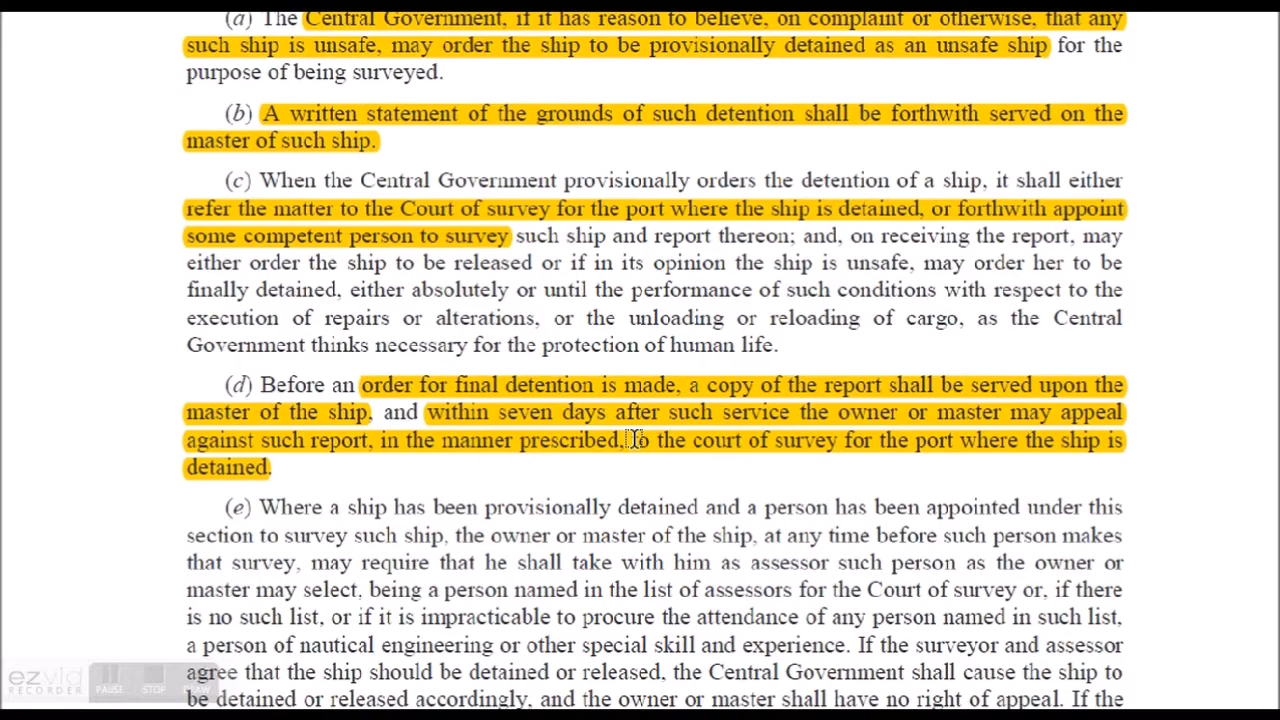 (a) The Central Government, if it has reason to believe, on complaint or otherwise, that any
such ship is unsafe, may order the ship to be provisionally detained as an unsafe ship for the
purpose of being surveyed.
(b) A written statement of the grounds of such detention shall be forthwith served on the
master of such ship.
(c) When the Central Government provisionally orders the detention of a ship, it shall either
refer the matter to the Court of survey for the port where the ship is detained, or forthwith appoint
some competent person to survey such ship and report thereon; and, on receiving the report, may
either order the ship to be released or if in its opinion the ship is unsafe, may order her to be
finally detained, either absolutely or until the performance of such conditions with respect to the
execution of repairs or alterations, or the unloading or reloading of cargo, as the Central
Government thinks necessary for the protection of human life.
(d) Before an order for final detention is made, a copy of the report shall be served upon the
master of the ship, and within seven days after such service the owner or master may appeal
against such report, in the manner prescribed, to the court of survey for the port where the ship is
detained.
(e) Where a ship has been provisionally detained and a person has been appointed under this
section to survey such ship, the owner or master of the ship, at any time before such person makes
that survey, may require that he shall take with him as assessor such person as the owner or
master may select, being a person named in the list of assessors for the Court of survey or, if there
is no such list, or if it is impracticable to procure the attendance of any person named in such list,
a person of nautical engineering or other special skill and experience. If the surveyor and assessor
agree that the ship should be detained or released, the Central Government shall cause the ship to
be detained or released accordingly, and the owner or master shall have no right of appeal. If the
ezvid
RECORDER
PAUSE
STOP
DRAW